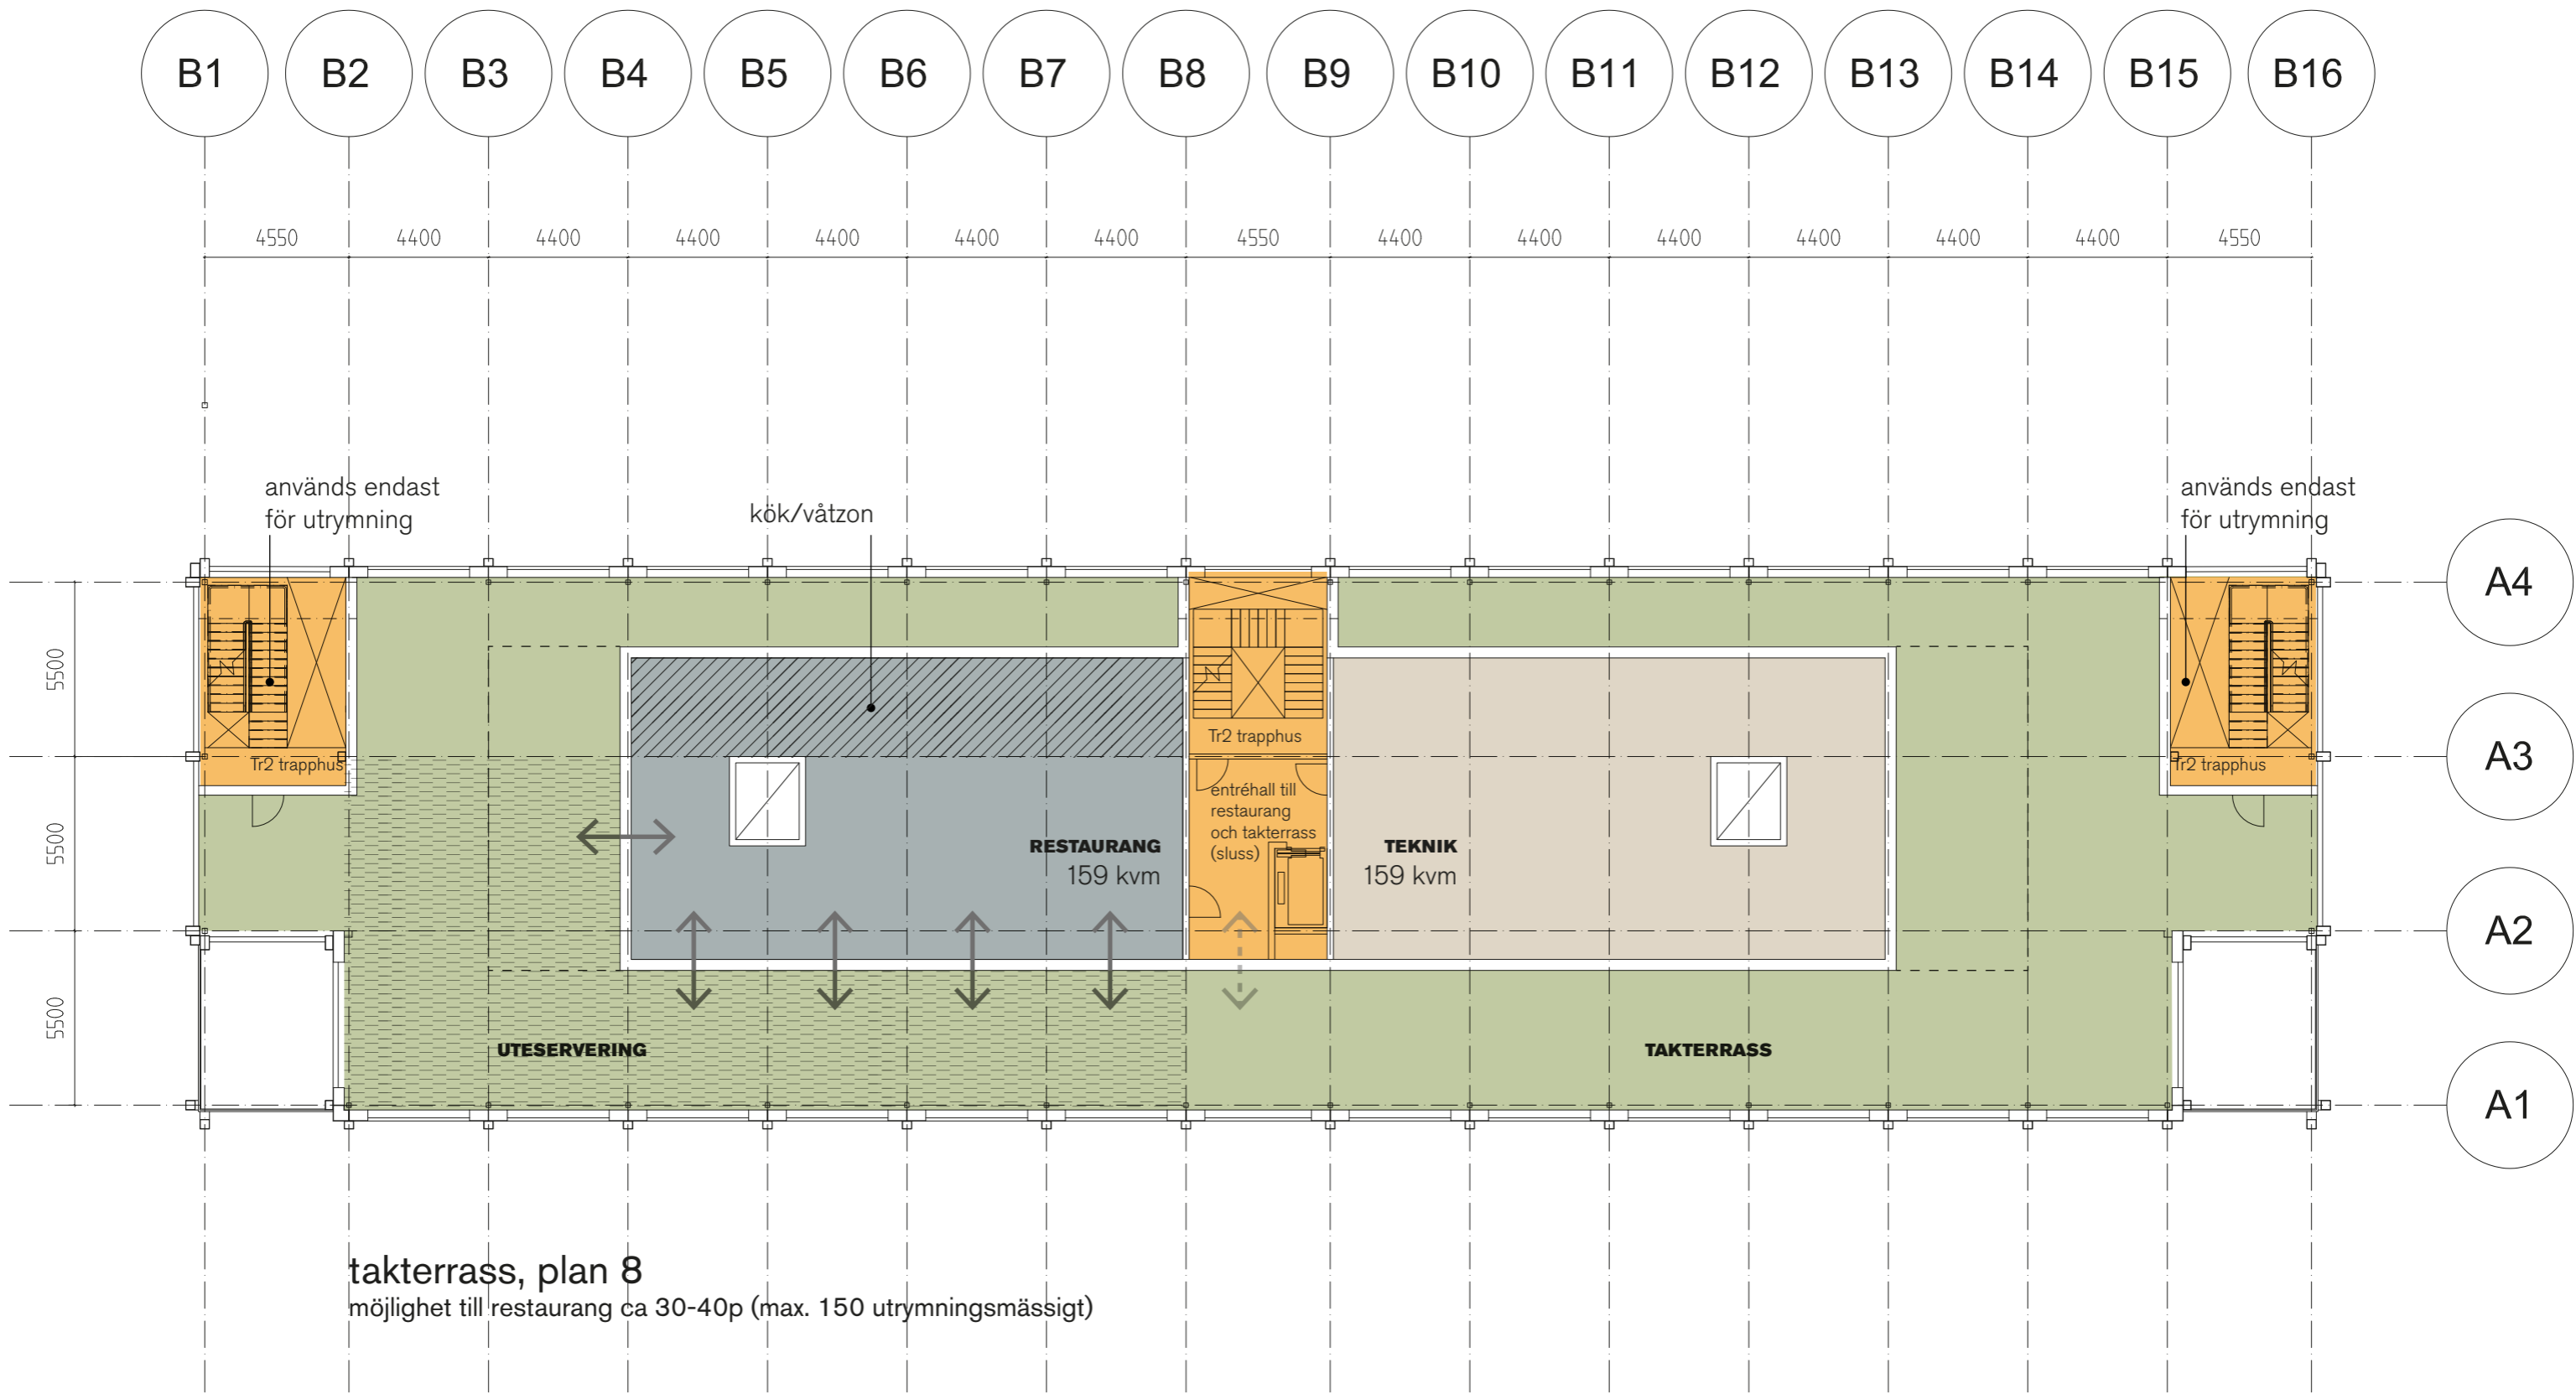 B1 B2 B3 B4 B5 B6 B7 B8 B9 B10 B11 B12 B13 B14 B15 B16
4550 4400 4400 4400 4400 4400 4400 4550 4400 4400 4400 4400 4400 4400 4550
används endast
för utrymning
kök/våtzon
används endast
för utrymning
A4
5500
Tr2 trapphus
A3
Tr2 trapphus
Tr2 trapphus
entréhall till
restaurang
och takterrass
(sluss)
5500
RESTAURANG
159 kvm
TEKNIK
159 kvm
A2
5500
UTESERVERING
TAKTERRASS
A1
takterrass, plan 8
möjlighet till restaurang ca 30-40p (max. 150 utrymningsmässigt)